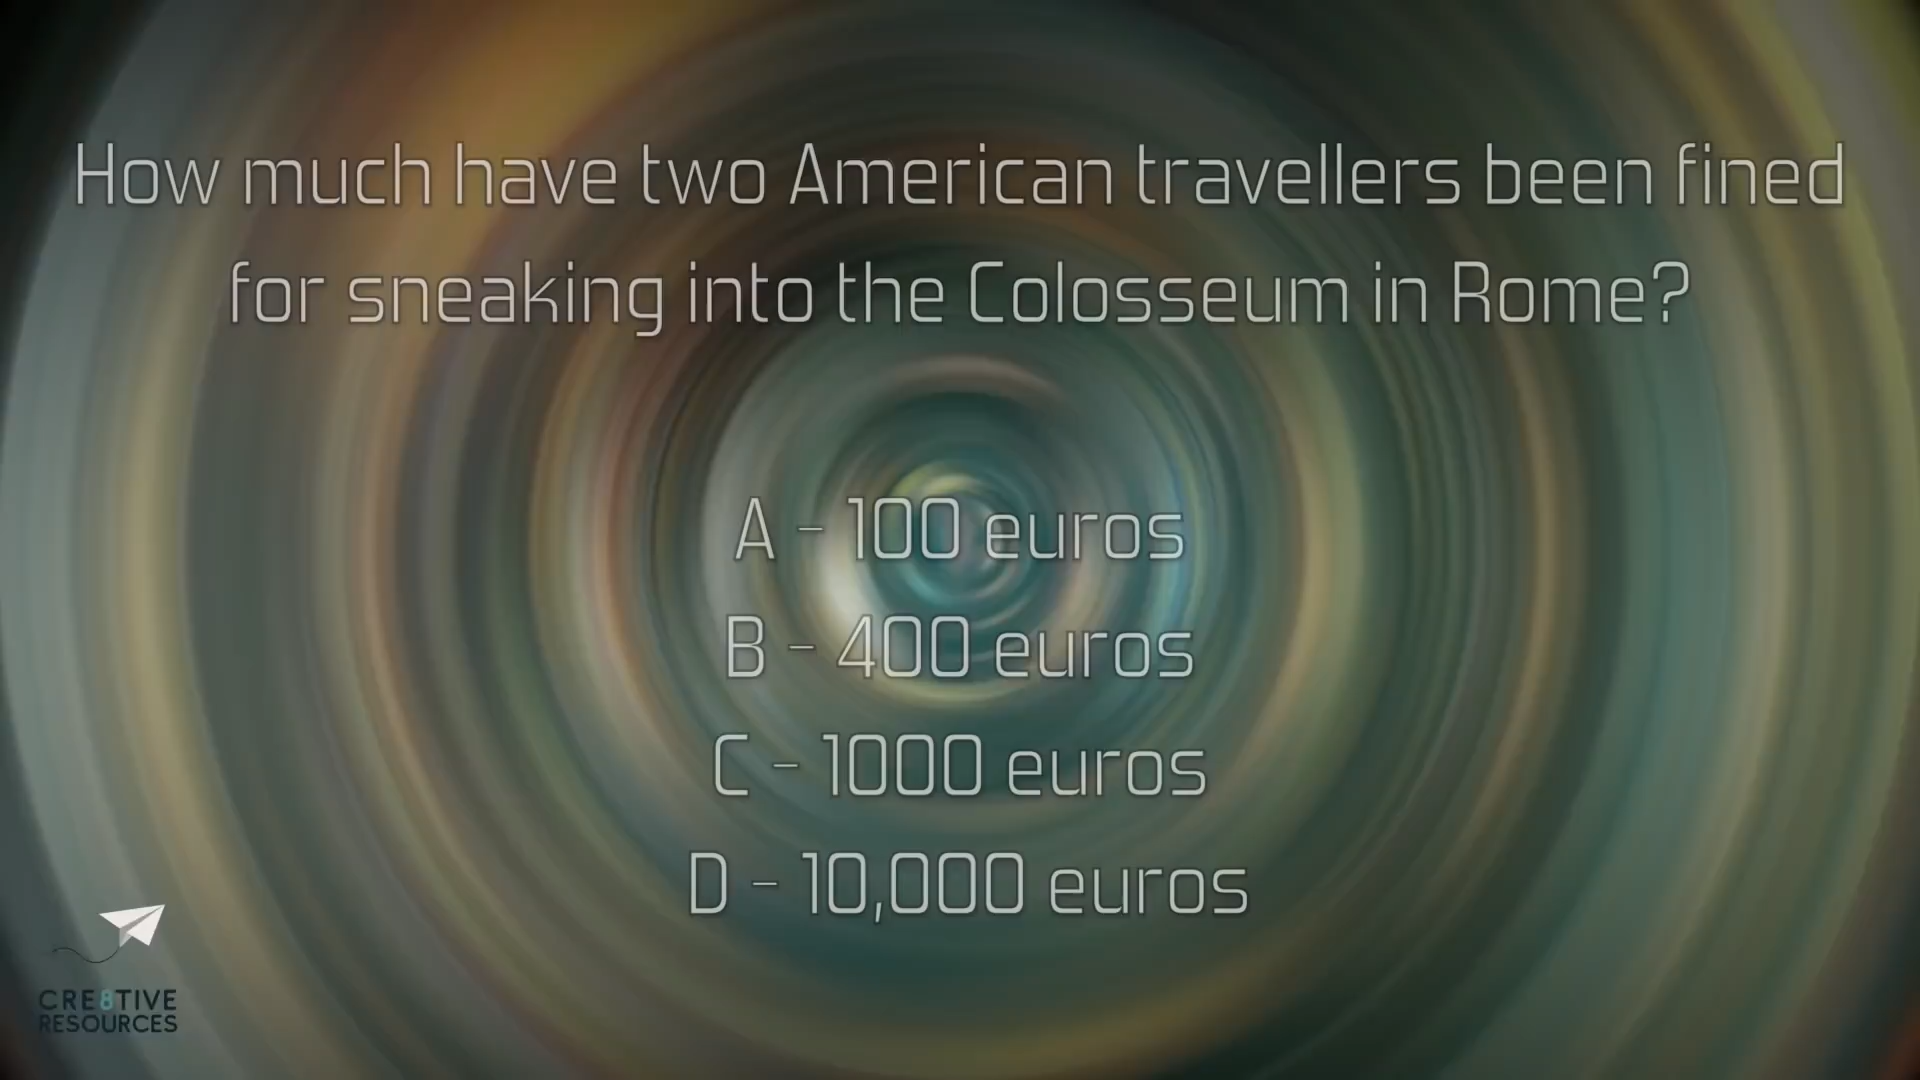 How much have two American travellers been fined
for sneaking into the Colosseum in Rome?
A - 100 euros
B - 400 euros
C - 1000 euros
D - 10,000 euros
CRE8TIVE
RESOURCES